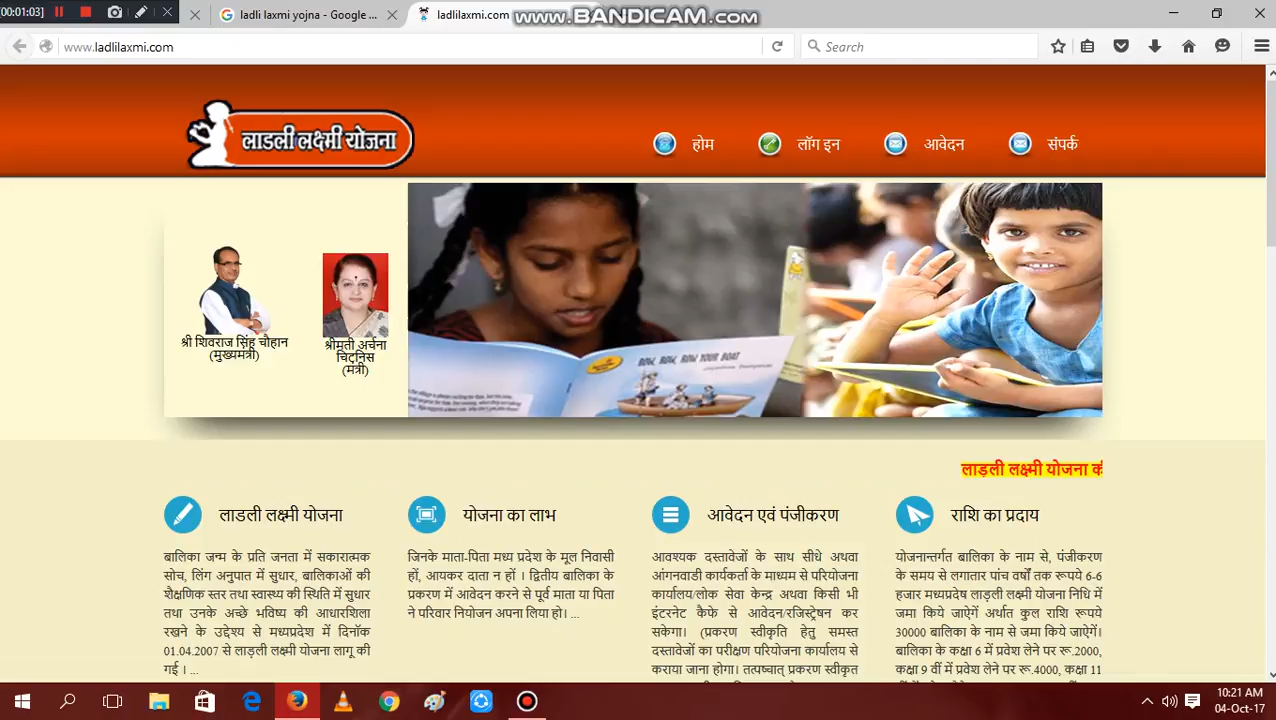 [00:01:03]
ladli laxmi yojna - Google ...
ladlilaxmi.com
www.BANDICAM.com
www.ladlilaxmi.com
Search
लाडली लक्ष्मी योजना
होम
लॉग इन
आवेदन
संपर्क
श्री शिवराज सिंह चौहान
(मुख्यमंत्री)
श्रीमती अर्चना
चिटनिस
(मंत्री)
ROW, ROW, ROW YOUR BOAT
लाड़ली लक्ष्मी योजना क
लाडली लक्ष्मी योजना
बालिका जन्म के प्रति जनता में सकारात्मक
सोच, लिंग अनुपात में सुधार, बालिकाओं की
शैक्षणिक स्तर तथा स्वास्थ्य की स्थिति में सुधार
तथा उनके अच्छे भविष्य की आधारशिला
रखने के उद्देश्य से मध्यप्रदेश में दिनॉक
01.04.2007 से लाड़ली लक्ष्मी योजना लागू की
गई । ...
योजना का लाभ
जिनके माता-पिता मध्य प्रदेश के मूल निवासी
हों, आयकर दाता न हों । द्वितीय बालिका के
प्रकरण में आवेदन करने से पूर्व माता या पिता
ने परिवार नियोजन अपना लिया हो। ...
आवेदन एवं पंजीकरण
आवश्यक दस्तावेजों के साथ सीधे अथवा
आंगनवाडी कार्यकर्ता के माध्यम से परियोजना
कार्यालय/लोक सेवा केन्द्र अथवा किसी भी
इंटरनेट कैफे से आवेदन/रजिस्ट्रेषन कर
सकेगा। (प्रकरण स्वीकृति हेतु समस्त
दस्तावेजों का परीक्षण परियोजना कार्यालय से
कराया जाना होगा। तत्पष्चात् प्रकरण स्वीकृत
राशि का प्रदाय
योजनान्तर्गत बालिका के नाम से, पंजीकरण
के समय से लगातार पांच वर्षों तक रूपये 6-6
हजार मध्यप्रदेष लाड़ली लक्ष्मी योजना निधि में
जमा किये जाऐगें अर्थात कुल राशि रूपये
30000 बालिका के नाम से जमा किये जाऐगें।
बालिका के कक्षा 6 में प्रवेश लेने पर रू.2000,
कक्षा 9 वीं में प्रवेश लेने पर रू.4000, कक्षा 11
10:21 AM
04-Oct-17